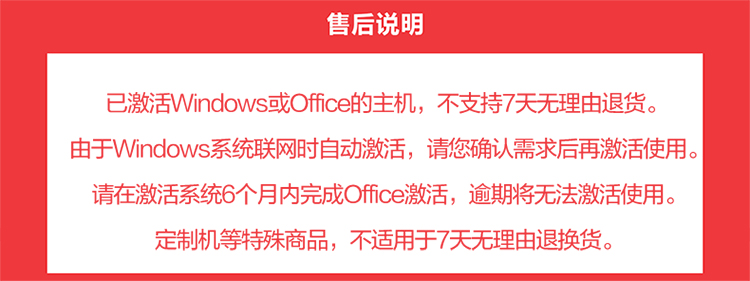 售后说明
已激活Windows或Office的主机，不支持7天无理由退货。
由于Windows系统联网时自动激活，请您确认需求后再激活使用。
请在激活系统6个月内完成Office激活，逾期将无法激活使用。
定制机等特殊商品，不适用于7天无理由退换货。